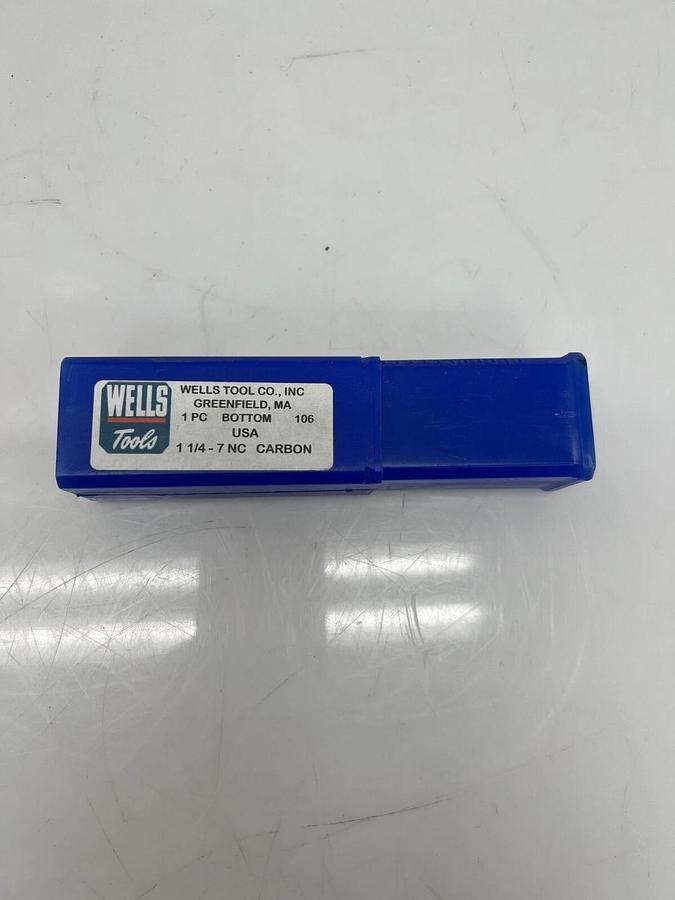 WELLS
Tools
WELLS TOOL CO., INC
GREENFIELD, MA
1 PC BOTTOM 106
USA
1 1/4 - 7 NC CARBON